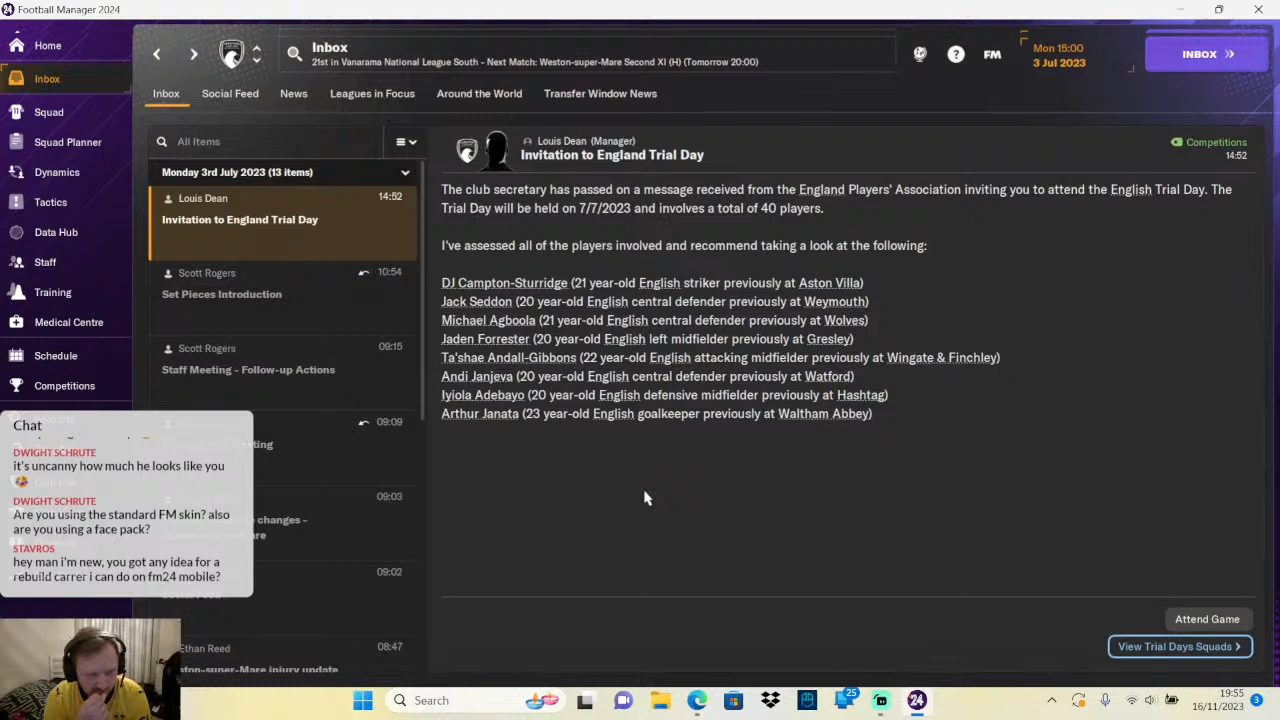 Football Manager 2024
Home
Inbox
Squad
Squad Planner
Dynamics
Tactics
Data Hub
Staff
Training
Medical Centre
Schedule
Competitions
Inbox
21st in Vanarama National League South - Next Match: Weston-super-Mare Second XI (H) (Tomorrow 20:00)
?
FM
Mon 15:00
3 Jul 2023
INBOX
Inbox
Social Feed
News
Leagues in Focus
Around the World
Transfer Window News
All Items
Monday 3rd July 2023 (13 items)
Louis Dean
14:52
Invitation to England Trial Day
Scott Rogers
10:54
Set Pieces Introduction
Scott Rogers
09:15
Staff Meeting - Follow-up Actions
09:09
09:03
changes -
09:02
Ethan Reed
08:47
Weston-super-Mare injury update
Louis Dean (Manager)
Invitation to England Trial Day
Competitions
14:52
The club secretary has passed on a message received from the England Players' Association inviting you to attend the English Trial Day. The
Trial Day will be held on 7/7/2023 and involves a total of 40 players.
I've assessed all of the players involved and recommend taking a look at the following:
DJ Campton-Sturridge (21 year-old English striker previously at Aston Villa)
Jack Seddon (20 year-old English central defender previously at Weymouth)
Michael Agboola (21 year-old English central defender previously at Wolves)
Jaden Forrester (20 year-old English left midfielder previously at Gresley)
Ta'shae Andall-Gibbons (22 year-old English attacking midfielder previously at Wingate & Finchley)
Andi Janjeva (20 year-old English central defender previously at Watford)
Iyiola Adebayo (20 year-old English defensive midfielder previously at Hashtag)
Arthur Janata (23 year-old English goalkeeper previously at Waltham Abbey)
Attend Game
View Trial Days Squads
Chat
DWIGHT SCHRUTE
it's uncanny how much he looks like you
DWIGHT SCHRUTE
Are you using the standard FM skin? also
are you using a face pack?
STAVROS
hey man i'm new, you got any idea for a
rebuild carrer i can do on fm24 mobile?
Search
25
24
19:55
16/11/2023
3